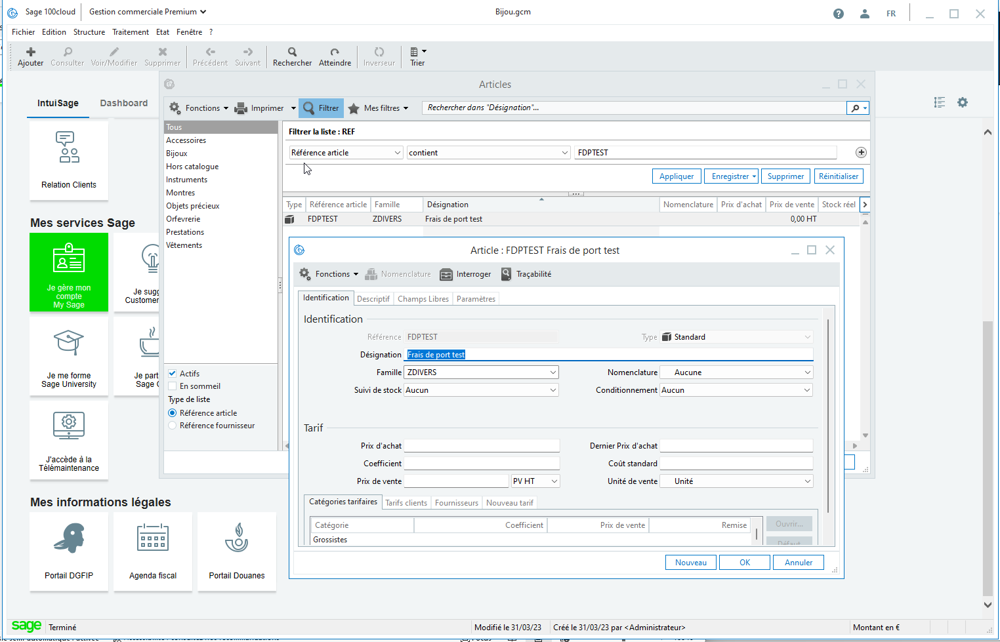 Sage 100cloud
Gestion commerciale Premium
Bijou.gcm
FR
Fichier Edition Structure Traitement Etat Fenêtre ?
Ajouter Consulter Voir/Modifier Supprimer Précédent Suivant Rechercher Atteindre Inverseur Trier
IntuiSage Dashboard
Relation Clients
Mes services Sage
Je gère mon
compte
My Sage
Je sugg
Customer
Je me forme
Sage University
Je part
J'accède à la
Télémaintenance
Mes informations légales
Portail DGFIP
Agenda fiscal
Portail Douanes
Articles
Fonctions Imprimer Filtrer Mes filtres Rechercher dans "Désignation"...
Tous
Accessoires
Bijoux
Hors catalogue
Instruments
Montres
Objets précieux
Orfevrerie
Prestations
Vêtements
Actifs
En sommeil
Type de liste
Référence article
Référence fournisseur
Filtrer la liste : REF
Référence article contient FDPTEST
Appliquer Enregistrer Supprimer Réinitialiser
Type Référence article Famille Désignation Nomenclature Prix d'achat Prix de vente Stock réel
FDPTEST ZDIVERS Frais de port test 0,00 HT
Article : FDPTEST Frais de port test
Fonctions Nomenclature Interroger Traçabilité
Identification Descriptif Champs Libres Paramètres
Identification
Référence FDPTEST Type Standard
Désignation Frais de port test
Famille ZDIVERS Nomenclature Aucune
Suivi de stock Aucun Conditionnement Aucun
Tarif
Prix d'achat Dernier Prix d'achat
Coefficient Coût standard
Prix de vente PV HT Unité de vente Unité
Catégories tarifaires Tarifs clients Fournisseurs Nouveau tarif
Catégorie Coefficient Prix de vente Remise
Ouvrir...
Grossistes
Défaut
Nouveau OK Annuler
sage Terminé Modifié le 31/03/23 Créé le 31/03/23 par <Administrateur> Montant en €